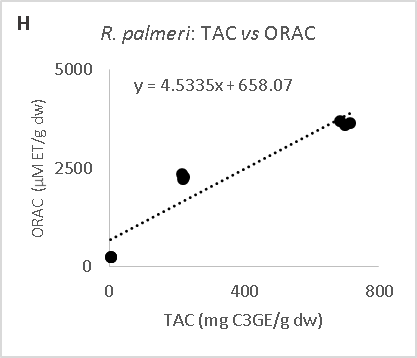 H
R. palmeri: TAC vs ORAC
y = 4.5335x + 658.07
5000
2500
0
ORAC (µM ET/g dw)
0 400 800
TAC (mg C3GE/g dw)